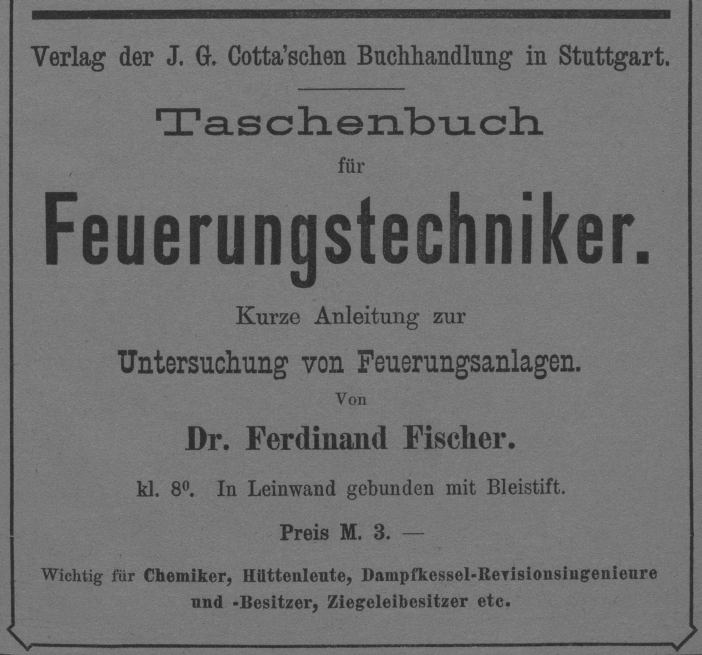 Verlag der J. G. Cotta'schen Buchhandlung in Stuttgart.
Taschenbuch
für
Feuerungstechniker.
Kurze Anleitung zur
Untersuchung von Feuerungsanlagen.
Von
Dr. Ferdinand Fischer.
kl. 8⁰. In Leinwand gebunden mit Bleistift.
Preis M. 3. —
Wichtig für Chemiker, Hüttenleute, Dampfkessel-Revisionsingenieure
und -Besitzer, Ziegeleibesitzer etc.